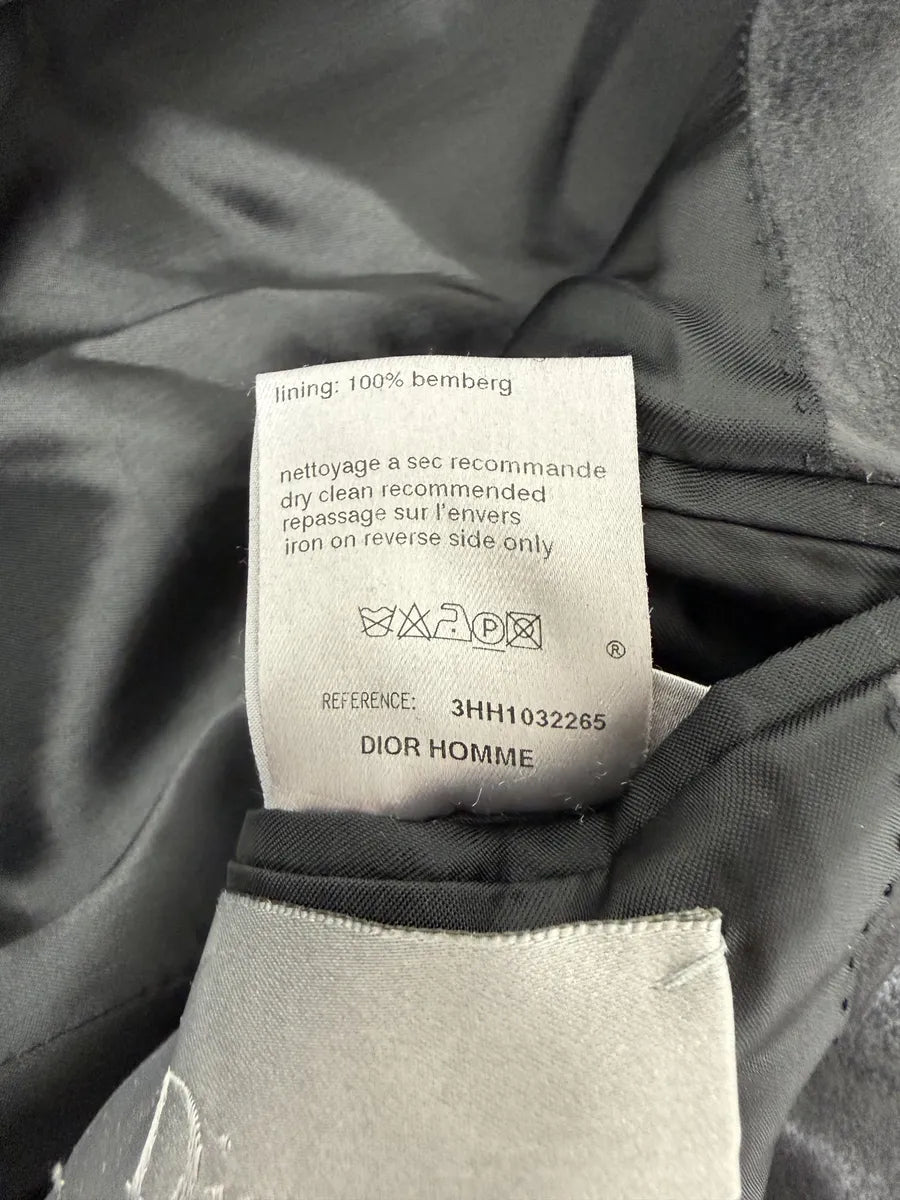 lining: 100% bemberg
nettoyage a sec recommande
dry clean recommended
repassage sur l'envers
iron on reverse side only
P
®
REFERENCE: 3HH1032265
DIOR HOMME
D